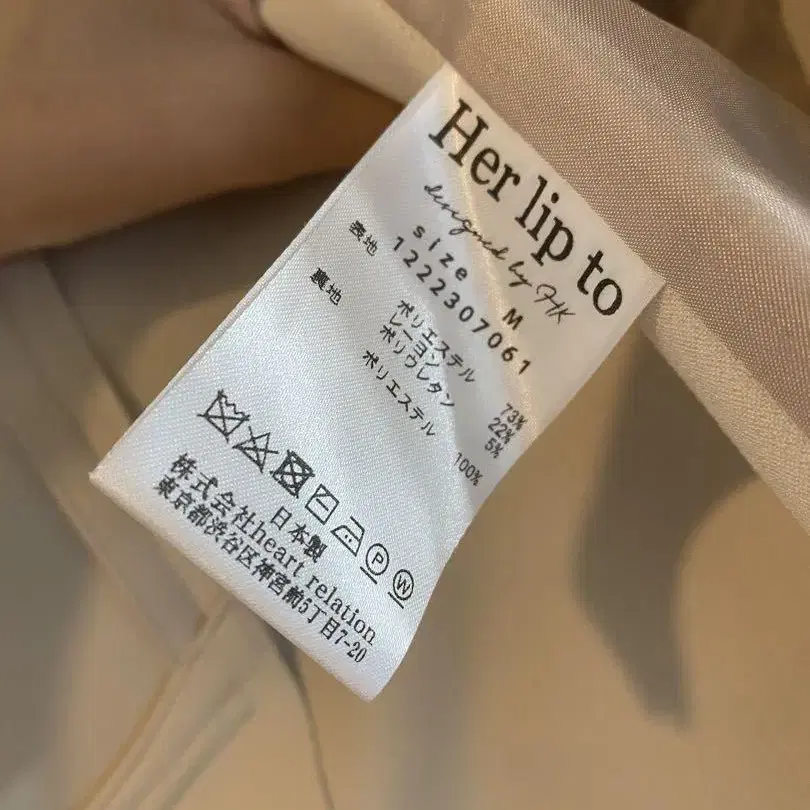 Her lip to
designed by HK
size M
1222307061
表地 ポリエステル 73%
レーヨン 22%
ポリウレタン 5%
裏地 ポリエステル 100%
P W
日本製
株式会社heart relation
東京都渋谷区神宮前5丁目7-20